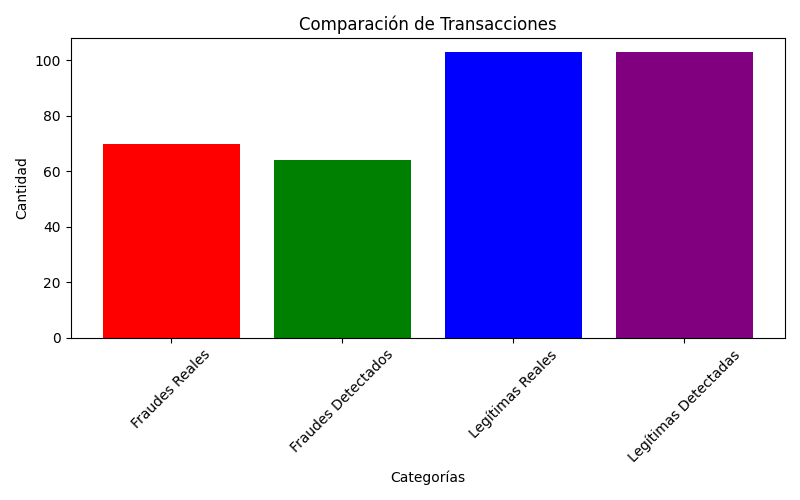 Comparación de Transacciones
Cantidad
100
80
60
40
20
0
Fraudes Reales
Fraudes Detectados
Legítimas Reales
Legítimas Detectadas
Categorías